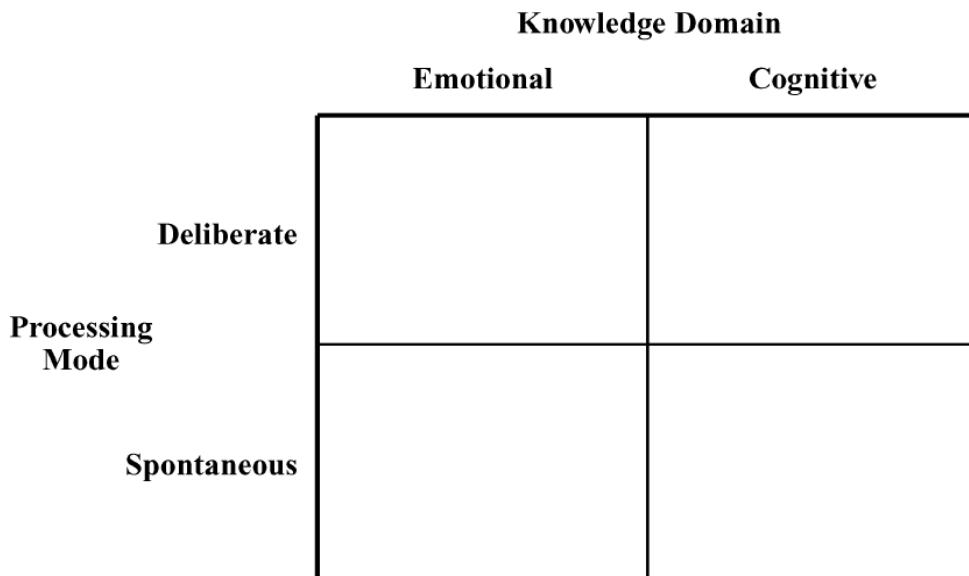 Knowledge Domain
Emotional Cognitive
Deliberate
Processing
Mode
Spontaneous